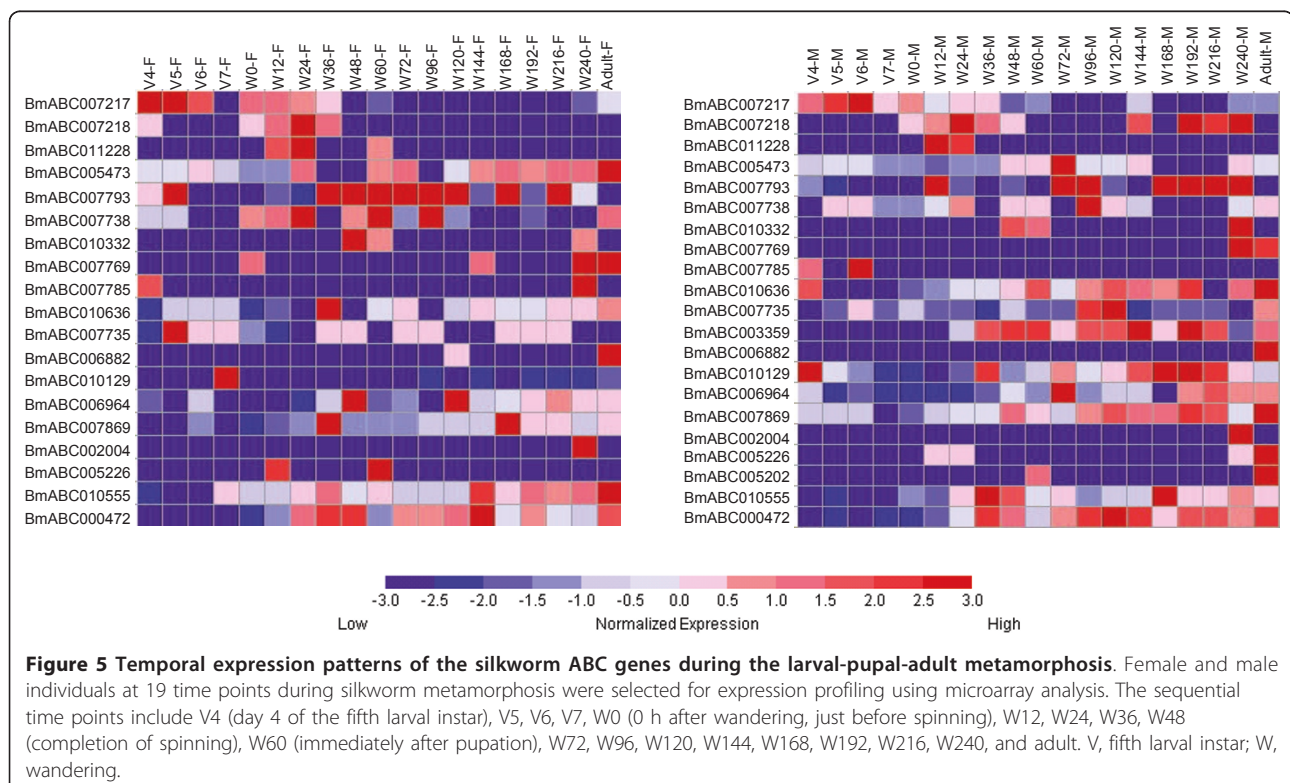 V4-F V5-F V6-F V7-F W0-F W12-F W24-F W36-F W48-F W60-F W72-F W96-F W120-F W144-F W168-F W192-F W216-F W240-F Adult-F
BmABC007217
BmABC007218
BmABC011228
BmABC005473
BmABC007793
BmABC007738
BmABC010332
BmABC007769
BmABC007785
BmABC010636
BmABC007735
BmABC006882
BmABC010129
BmABC006964
BmABC007869
BmABC002004
BmABC005226
BmABC010555
BmABC000472
V4-M V5-M V6-M V7-M W0-M W12-M W24-M W36-M W48-M W60-M W72-M W96-M W120-M W144-M W168-M W192-M W216-M W240-M Adult-M
BmABC007217
BmABC007218
BmABC011228
BmABC005473
BmABC007793
BmABC007738
BmABC010332
BmABC007769
BmABC007785
BmABC010636
BmABC007735
BmABC003359
BmABC006882
BmABC010129
BmABC006964
BmABC007869
BmABC002004
BmABC005226
BmABC005202
BmABC010555
BmABC000472
-3.0 -2.5 -2.0 -1.5 -1.0 -0.5 0.0 0.5 1.0 1.5 2.0 2.5 3.0
Low Normalized Expression High
Figure 5 Temporal expression patterns of the silkworm ABC genes during the larval-pupal-adult metamorphosis. Female and male
individuals at 19 time points during silkworm metamorphosis were selected for expression profiling using microarray analysis. The sequential
time points include V4 (day 4 of the fifth larval instar), V5, V6, V7, W0 (0 h after wandering, just before spinning), W12, W24, W36, W48
(completion of spinning), W60 (immediately after pupation), W72, W96, W120, W144, W168, W192, W216, W240, and adult. V, fifth larval instar; W,
wandering.